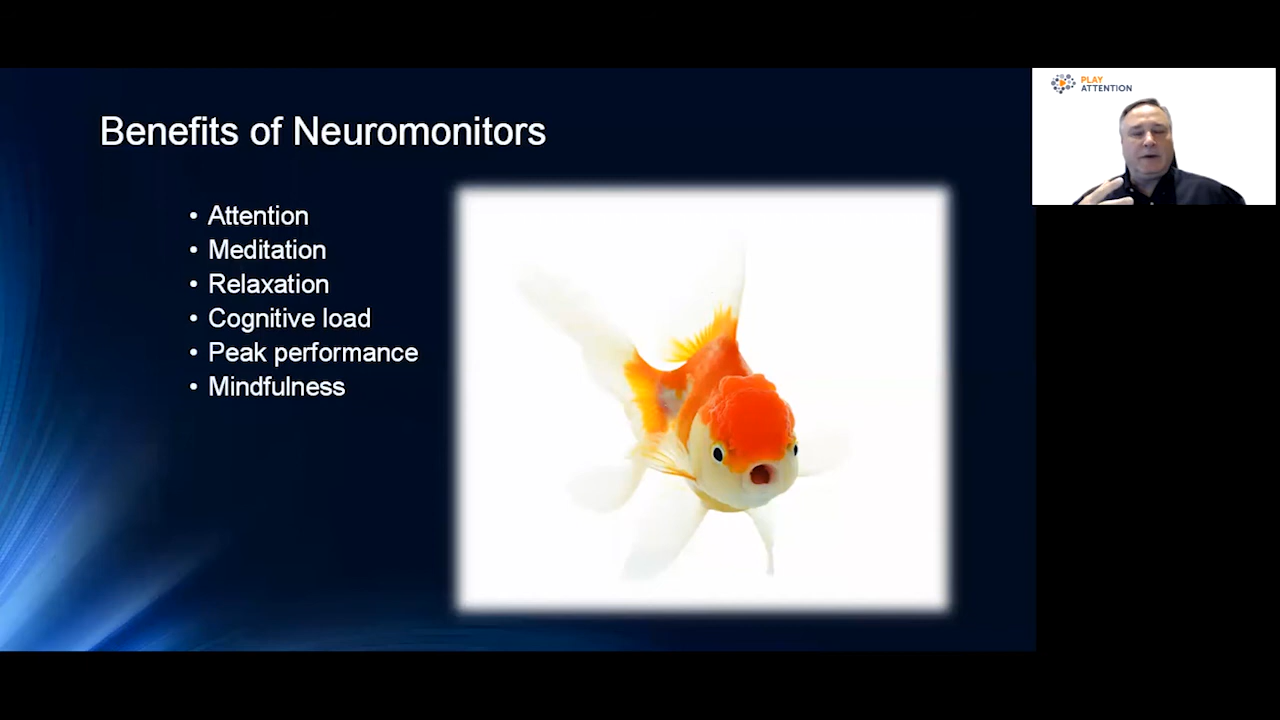 Benefits of Neuromonitors
• Attention
• Meditation
• Relaxation
• Cognitive load
• Peak performance
• Mindfulness
PLAY
ATTENTION